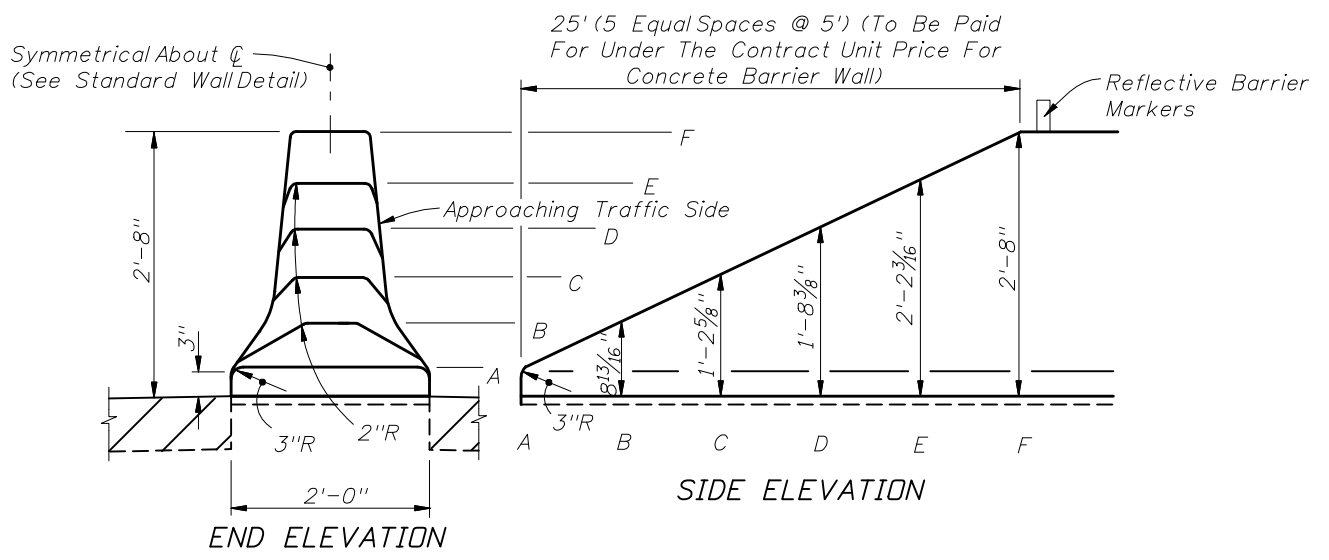 25' (5 Equal Spaces @ 5') (To Be Paid
For Under The Contract Unit Price For
Concrete Barrier Wall)
Symmetrical About ℄
(See Standard Wall Detail)
Reflective Barrier
Markers
F
E
Approaching Traffic Side
D
C
B
A
2'-8"
3"
3"R
2"R
2'-0"
END ELEVATION
8 13/16"
1'-2 5/8"
1'-8 3/8"
2'-2 3/16"
2'-8"
3"R
A B C D E F
SIDE ELEVATION